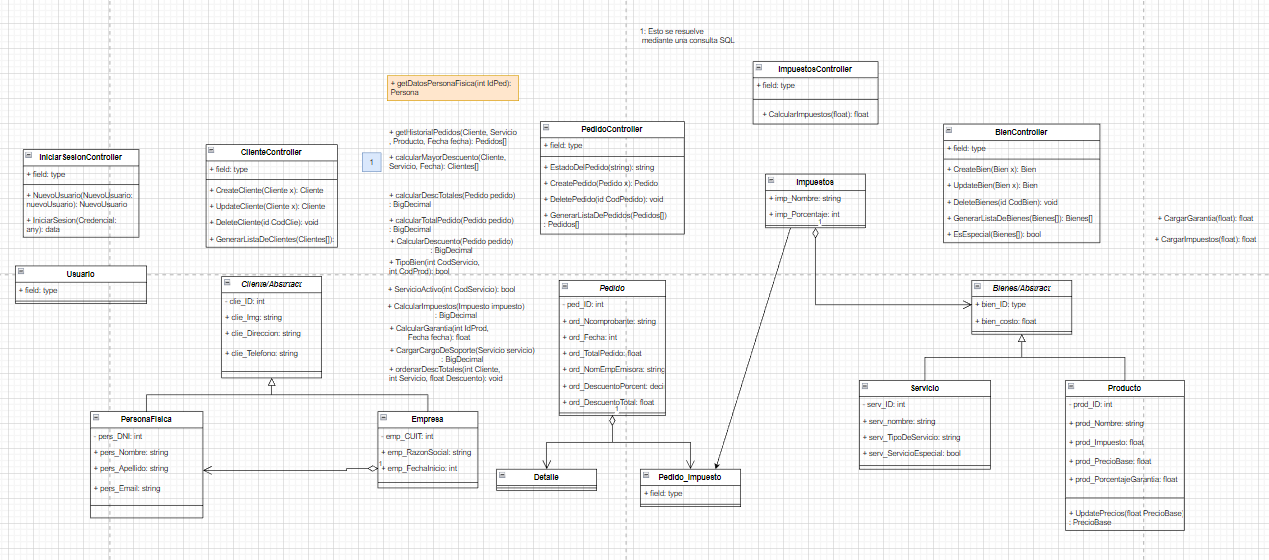 1: Esto se resuelve
mediante una consulta SQL
ImpuestosController
+ field: type
+ CalcularImpuestos(float): float
+ getDatosPersonaFisica(int IdPed):
Persona
+ getHistorialPedidos(Cliente, Servicio
, Producto, Fecha fecha): Pedidos[]
1
+ calcularMayorDescuento(Cliente,
Servicio, Fecha): Clientes[]
+ calcularDescTotales(Pedido pedido)
: BigDecimal
+ calcularTotalPedido(Pedido pedido)
: BigDecimal
+ CalcularDescuento(Pedido pedido)
: BigDecimal
+ TipoBien(int CodServicio,
int CodProd): bool
+ ServicioActivo(int CodServicio): bool
+ CalcularImpuestos(Impuesto impuesto)
: BigDecimal
+ CalcularGarantia(int IdProd,
Fecha fecha): float
+ CargarCargoDeSoporte(Servicio servicio)
: BigDecimal
+ ordenarDescTotales(int Cliente,
int Servicio, float Descuento): void
PedidoController
+ field: type
+ EstadoDelPedido(string): string
+ CreatePedido(Pedido x): Pedido
+ DeletePedido(id CodPedido): void
+ GenerarListaDePedidos(Pedidos[])
: Pedidos[]
BienController
+ field: type
+ CreateBien(Bien x): Bien
+ UpdateBien(Bien x): Bien
+ DeleteBienes(id CodBien): void
+ GenerarListaDeBienes(Bienes[]): Bienes[]
+ EsEspecial(Bienes[]): bool
+ CargarGarantia(float): float
+ CargarImpuestos(float): float
IniciarSesionController
+ field: type
+ NuevoUsuario(NuevoUsuario:
nuevoUsuario): NuevoUsuario
+ IniciarSesion(Credencial:
any): data
ClienteController
+ field: type
+ CreateCliente(Cliente x): Cliente
+ UpdateCliente(Cliente x): Cliente
+ DeleteCliente(id CodClie): void
+ GenerarListaDeClientes(Clientes[]):
Impuestos
+ imp_Nombre: string
+ imp_Porcentaje: int
1
Usuario
+ field: type
Cliente/Abstract
- clie_ID: int
+ clie_Img: string
+ clie_Direccion: string
+ clie_Telefono: string
Pedido
- ped_ID: int
+ ord_Ncomprobante: string
+ ord_Fecha: int
+ ord_TotalPedido: float
+ ord_NomEmpEmisora: string
+ ord_DescuentoPorcent: deci
+ ord_DescuentoTotal: float
1
Bienes/Abstract
+ bien_ID: type
+ bien_costo: float
PersonaFisica
- pers_DNI: int
+ pers_Nombre: string
+ pers_Apellido: string
+ pers_Email: string
Empresa
- emp_CUIT: int
+ emp_RazonSocial: string
1
+ emp_FechaInicio: int
Detalle
Pedido_Impuesto
+ field: type
Servicio
- serv_ID: int
+ serv_nombre: string
+ serv_TipoDeServicio: string
+ serv_ServicioEspecial: bool
Producto
- prod_ID: int
+ prod_Nombre: string
+ prod_Impuesto: float
+ prod_PrecioBase: float
+ prod_PorcentajeGarantia: float
+ UpdatePrecios(float PrecioBase)
: PrecioBase